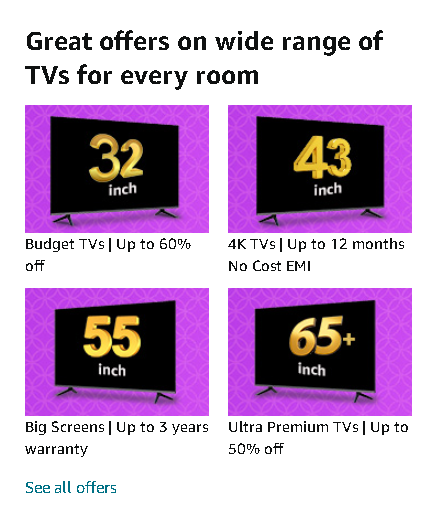 Great offers on wide range of
TVs for every room
32
inch
43
inch
Budget TVs | Up to 60%
off
4K TVs | Up to 12 months
No Cost EMI
55
inch
65+
inch
Big Screens | Up to 3 years
warranty
Ultra Premium TVs | Up to
50% off
See all offers